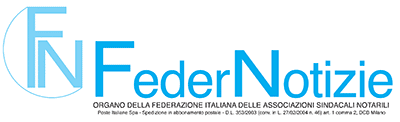 FN FederNotizie
ORGANO DELLA FEDERAZIONE ITALIANA DELLE ASSOCIAZIONI SINDACALI NOTARILI
Poste Italiane Spa - Spedizione in abbonamento postale - D.L. 353/2003 (conv. in L. 27/02/2004 n. 46) art. 1 comma 2, DCB Milano